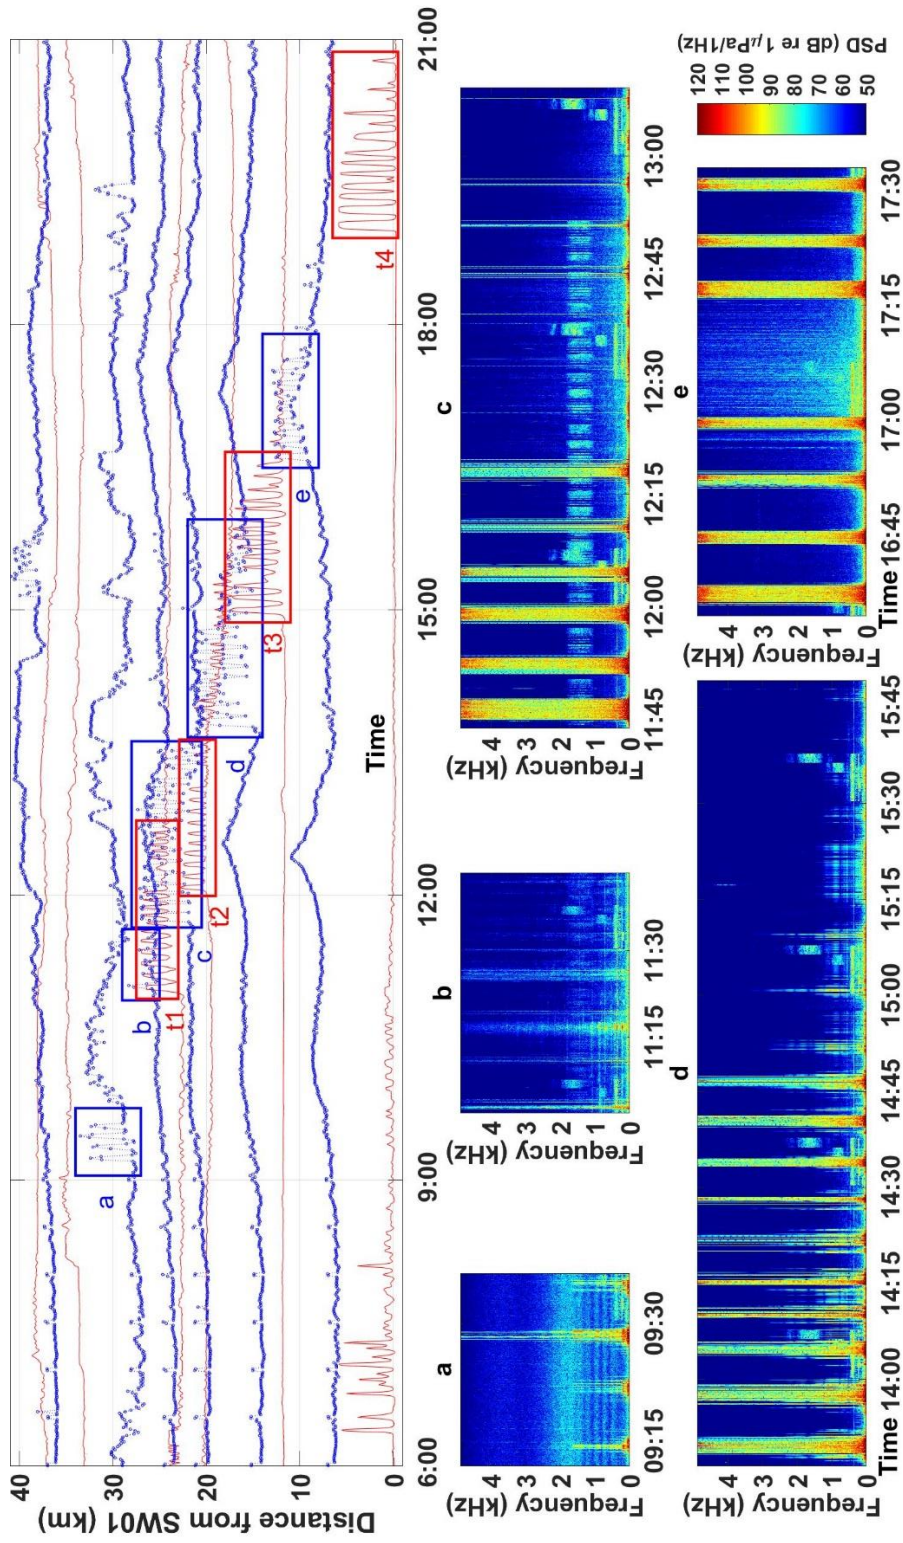 Distance from SW01 (km)
40
30
20
10
0
a
b
t1
c
t2
d
t3
e
t4
6:00 9:00 12:00 15:00 18:00 21:00
Time
a
Frequency (kHz)
4
3
2
1
0
09:15 09:30
b
Frequency (kHz)
4
3
2
1
0
11:15 11:30
c
Frequency (kHz)
4
3
2
1
0
11:45 12:00 12:15 12:30 12:45 13:00
d
Frequency (kHz)
4
3
2
1
0
Time 14:00 14:15 14:30 14:45 15:00 15:15 15:30 15:45
e
Frequency (kHz)
4
3
2
1
0
Time 16:45 17:00 17:15 17:30
120
100
90
80
70
60
50
PSD (dB re 1 μPa/1Hz)